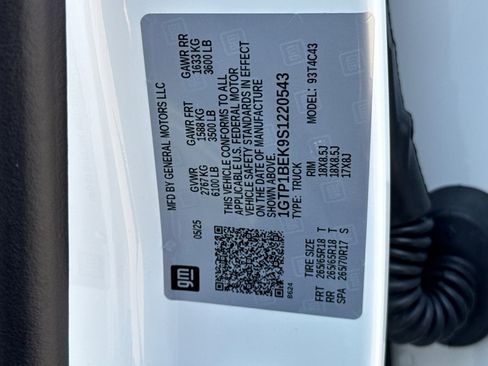 gm
MFD BY GENERAL MOTORS LLC
05/25
GVWR
2767 KG
6100 LB
GAWR FRT
1588 KG
3500 LB
GAWR RR
1633 KG
3600 LB
THIS VEHICLE CONFORMS TO ALL
APPLICABLE U.S. FEDERAL MOTOR
VEHICLE SAFETY STANDARDS IN EFFECT
ON THE DATE OF MANUFACTURE
SHOWN ABOVE.
1GTP1BEK9S1220543
TYPE: TRUCK
MODEL: 93T4C43
B624
TIRE SIZE RIM
FRT 265/65R18 T 18X8.5J
RR 265/65R18 T 18X8.5J
SPA 265/70R17 S 17X8J